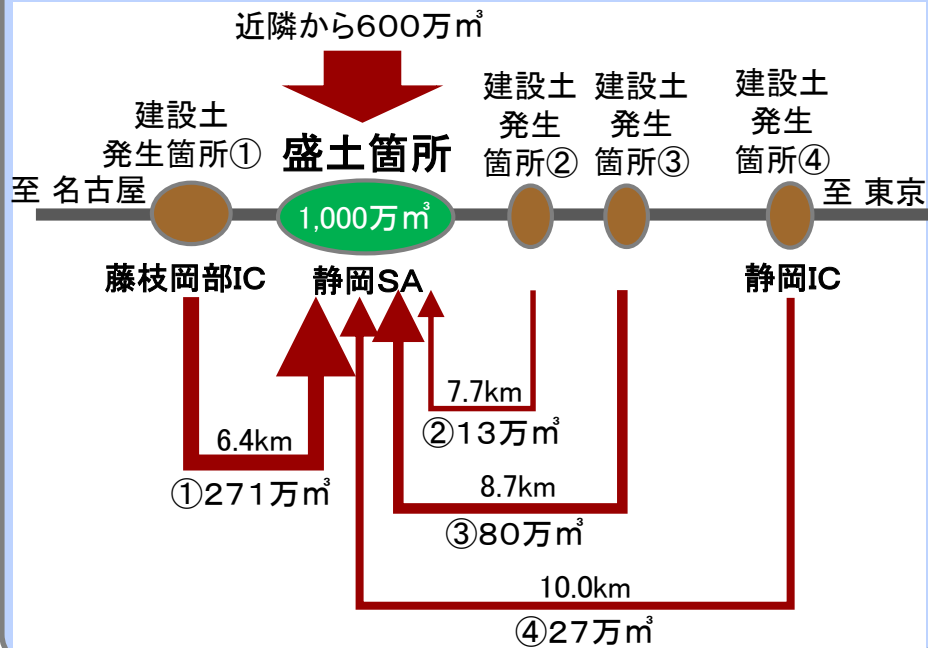 近隣から600万㎥
建設土
発生箇所①
盛土箇所
建設土
発生
箇所②
建設土
発生
箇所③
建設土
発生
箇所④
至 名古屋
1,000万㎥
至 東京
藤枝岡部IC
静岡SA
静岡IC
7.7km
②13万㎥
6.4km
①271万㎥
8.7km
③80万㎥
10.0km
④27万㎥